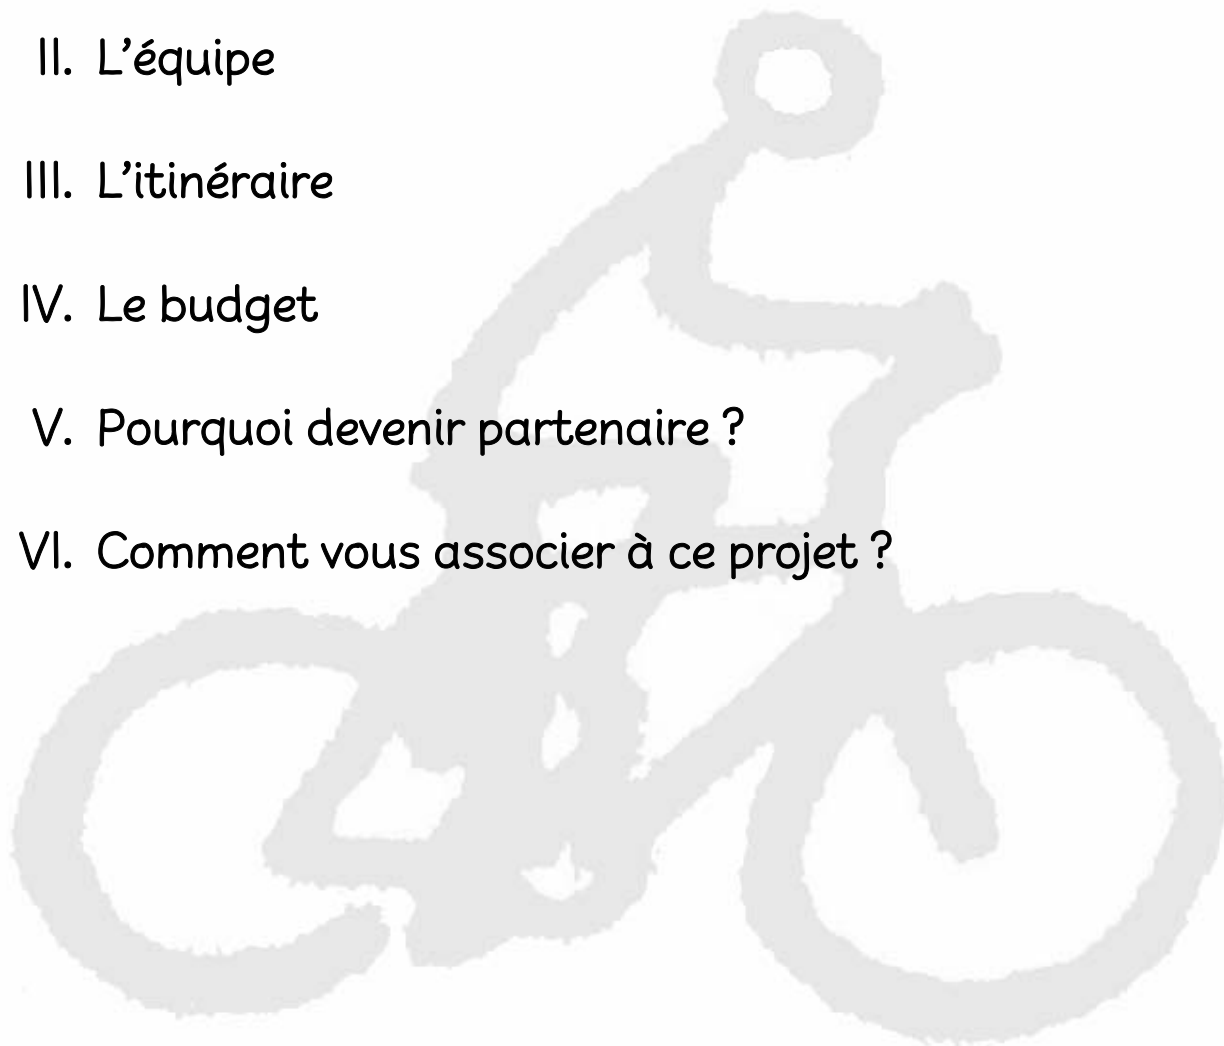 II. L’équipe
III. L’itinéraire
IV. Le budget
V. Pourquoi devenir partenaire ?
VI. Comment vous associer à ce projet ?